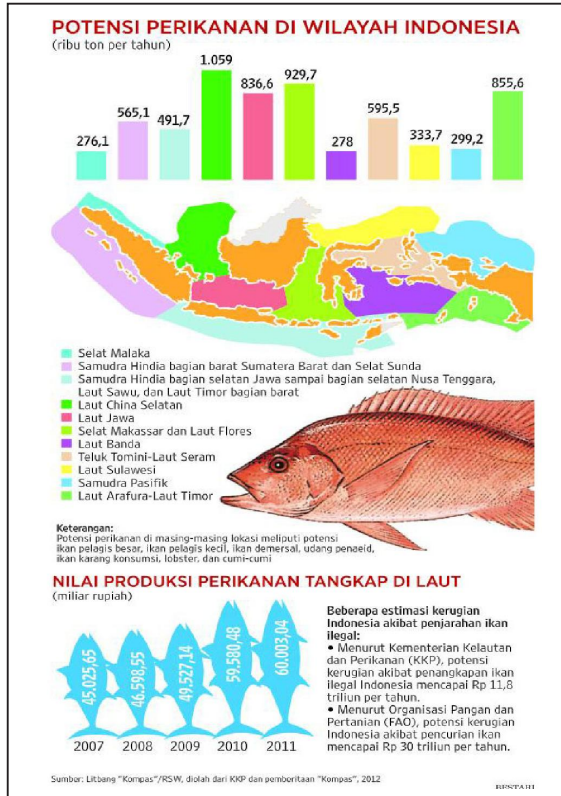 POTENSI PERIKANAN DI WILAYAH INDONESIA
(ribu ton per tahun)
276,1
565,1
491,7
1.059
836,6
929,7
278
595,5
333,7
299,2
855,6
Selat Malaka
Samudra Hindia bagian barat Sumatera Barat dan Selat Sunda
Samudra Hindia bagian selatan Jawa sampai bagian selatan Nusa Tenggara,
Laut Sawu, dan Laut Timor bagian barat
Laut China Selatan
Laut Jawa
Selat Makassar dan Laut Flores
Laut Banda
Teluk Tomini-Laut Seram
Laut Sulawesi
Samudra Pasifik
Laut Arafura-Laut Timor
Keterangan:
Potensi perikanan di masing-masing lokasi meliputi potensi
ikan pelagis besar, ikan pelagis kecil, ikan demersal, udang penaeid,
ikan karang konsumsi, lobster, dan cumi-cumi
NILAI PRODUKSI PERIKANAN TANGKAP DI LAUT
(miliar rupiah)
45.025,65
46.598,55
49.527,14
59.580,48
60.003,04
2007 2008 2009 2010 2011
Beberapa estimasi kerugian
Indonesia akibat penjarahan ikan
ilegal:
• Menurut Kementerian Kelautan
dan Perikanan (KKP), potensi
kerugian akibat penangkapan ikan
ilegal Indonesia mencapai Rp 11,8
triliun per tahun.
• Menurut Organisasi Pangan dan
Pertanian (FAO), potensi kerugian
Indonesia akibat pencurian ikan
mencapai Rp 30 triliun per tahun.
Sumber: Litbang "Kompas"/RSW, diolah dari KKP dan pemberitaan "Kompas", 2012
BESTARI